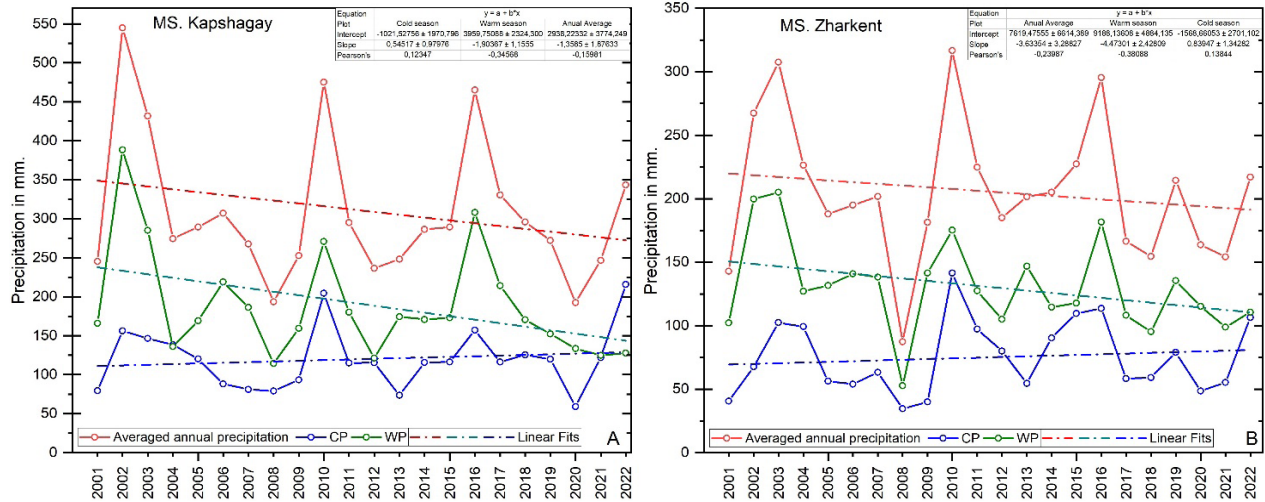 MS. Kapshagay
Equation y = a + b*x
Plot Cold season Warm season Anual Average
Intercept -1021,52756 ± 1970,796 3959,75088 ± 2324,300 2938,22332 ± 3774,249
Slope 0,54517 ± 0,97976 -1,90367 ± 1,1555 -1,3585 ± 1,87633
Pearson's 0,12347 -0,34566 -0,15981
Precipitation in mm.
550
500
450
400
350
300
250
200
150
100
50
0
Averaged annual precipitation CP WP Linear Fits
A
2001 2002 2003 2004 2005 2006 2007 2008 2009 2010 2011 2012 2013 2014 2015 2016 2017 2018 2019 2020 2021 2022
MS. Zharkent
Equation y = a + b*x
Plot Anual Average Warm season Cold season
Intercept 7619,47555 ± 6614,389 9188,13608 ± 4884,135 -1568,66053 ± 2701,102
Slope -3.63354 ± 3.28827 -4.47301 ± 2.42809 0.83947 ± 1.34282
Pearson's -0.23987 -0.38088 0.13844
Precipitation in mm.
350
300
250
200
150
100
50
0
Averaged annual precipitation CP WP Linear Fits
B
2001 2002 2003 2004 2005 2006 2007 2008 2009 2010 2011 2012 2013 2014 2015 2016 2017 2018 2019 2020 2021 2022